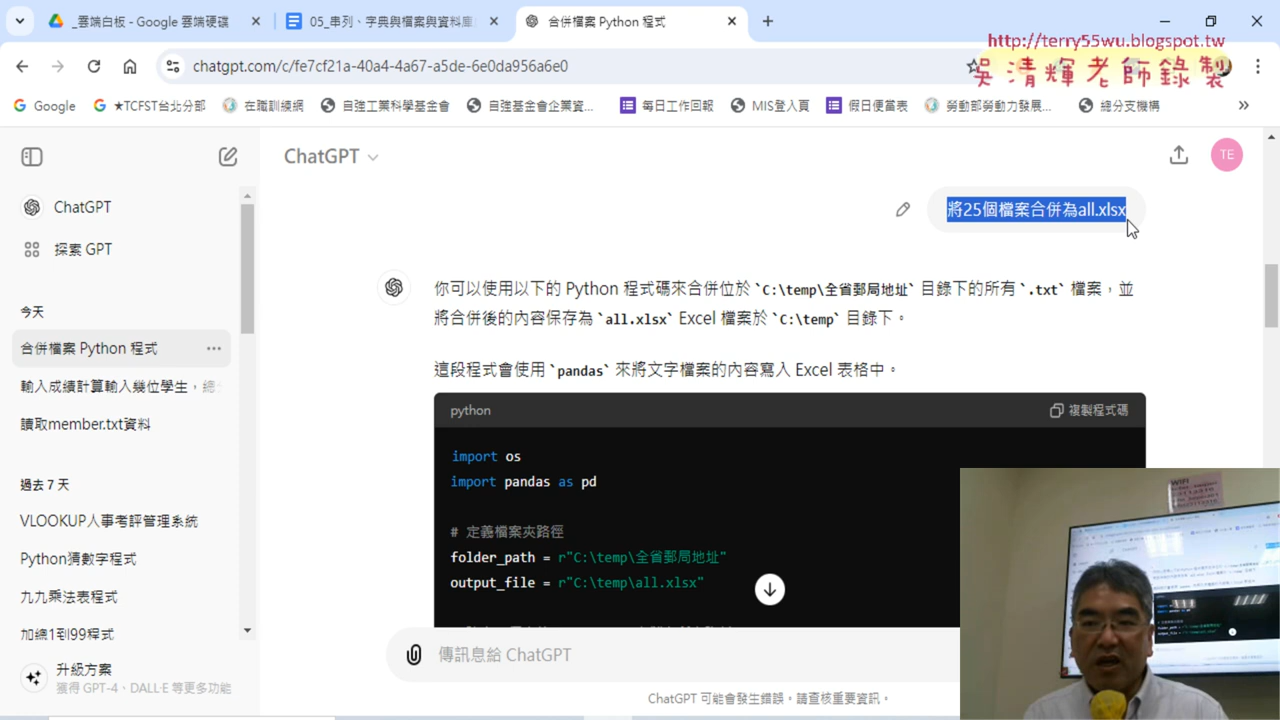 _雲端白板 - Google 雲端硬碟
05_串列、字典與檔案與資料庫
合併檔案 Python 程式
http://terry55wu.blogspot.tw
吳清輝老師錄製
chatgpt.com/c/fe7cf21a-40a4-4a67-a5de-6e0da956a6e0
Google
★TCFST台北分部
在職訓練網
自強工業科學基金會
自強基金會企業資...
每日工作回報
MIS登入頁
假日便當表
勞動部勞動力發展...
總分支機構
ChatGPT
TE
ChatGPT
探索 GPT
今天
合併檔案 Python 程式
輸入成績計算輸入幾位學生，總
讀取member.txt資料
過去 7 天
VLOOKUP人事考評管理系統
Python猜數字程式
九九乘法表程式
加總1到99程式
升級方案
獲得 GPT-4、DALL·E 等更多功能
將25個檔案合併為all.xlsx
你可以使用以下的 Python 程式碼來合併位於 `C:\temp\全省郵局地址` 目錄下的所有 `.txt` 檔案，並
將合併後的內容保存為 `all.xlsx` Excel 檔案於 `C:\temp` 目錄下。
這段程式會使用 `pandas` 來將文字檔案的內容寫入 Excel 表格中。
python
複製程式碼
import os
import pandas as pd
# 定義檔案夾路徑
folder_path = r"C:\temp\全省郵局地址"
output_file = r"C:\temp\all.xlsx"
傳訊息給 ChatGPT
ChatGPT 可能會發生錯誤。請查核重要資訊。
WIFI